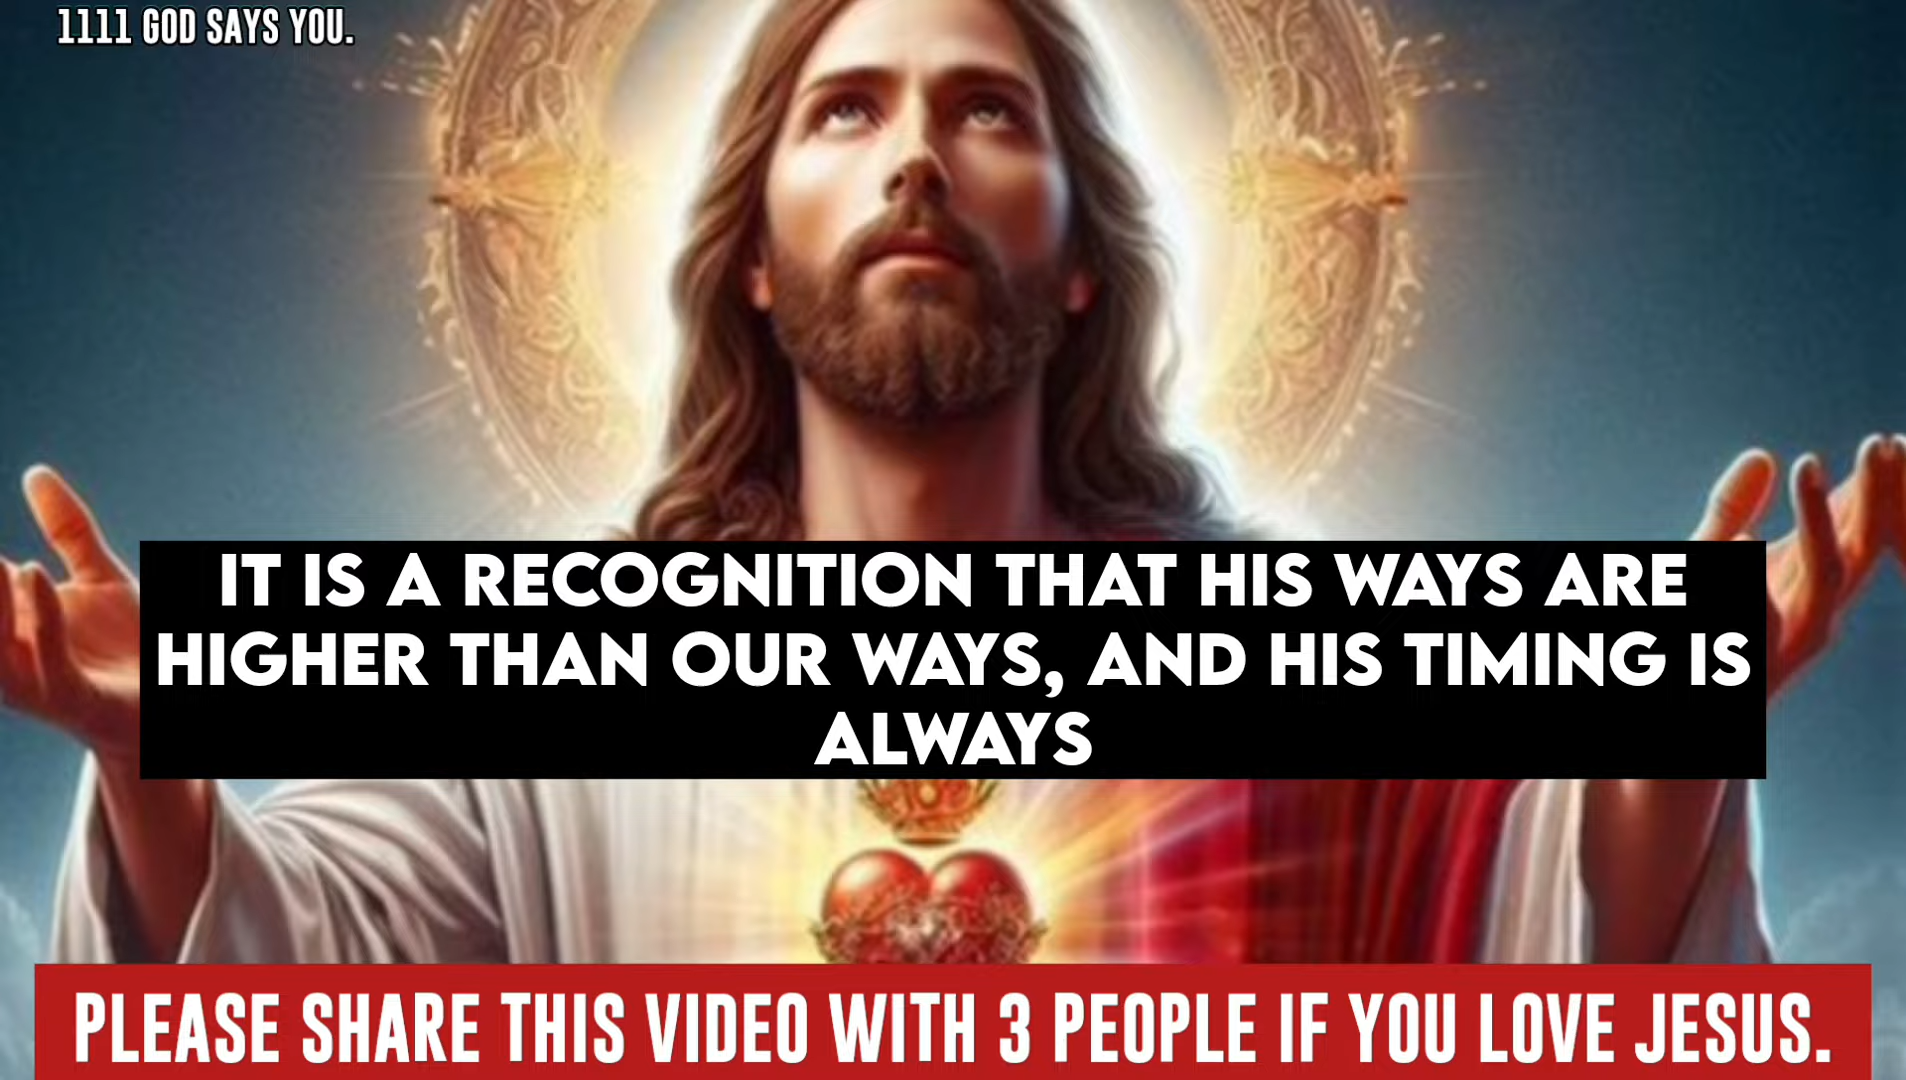 1111 GOD SAYS YOU.
IT IS A RECOGNITION THAT HIS WAYS ARE
HIGHER THAN OUR WAYS, AND HIS TIMING IS
ALWAYS
PLEASE SHARE THIS VIDEO WITH 3 PEOPLE IF YOU LOVE JESUS.